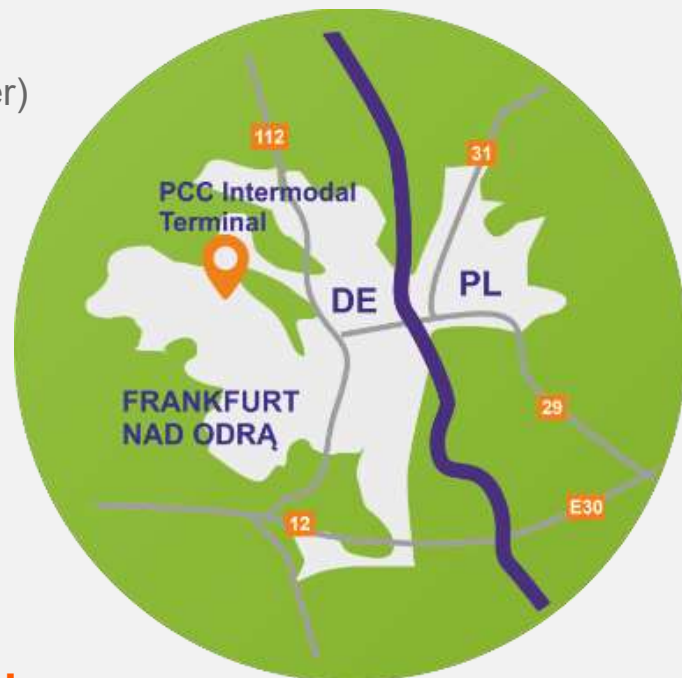 er)
112
31
PCC Intermodal
Terminal
DE
PL
FRANKFURT
NAD ODRĄ
29
E30
12